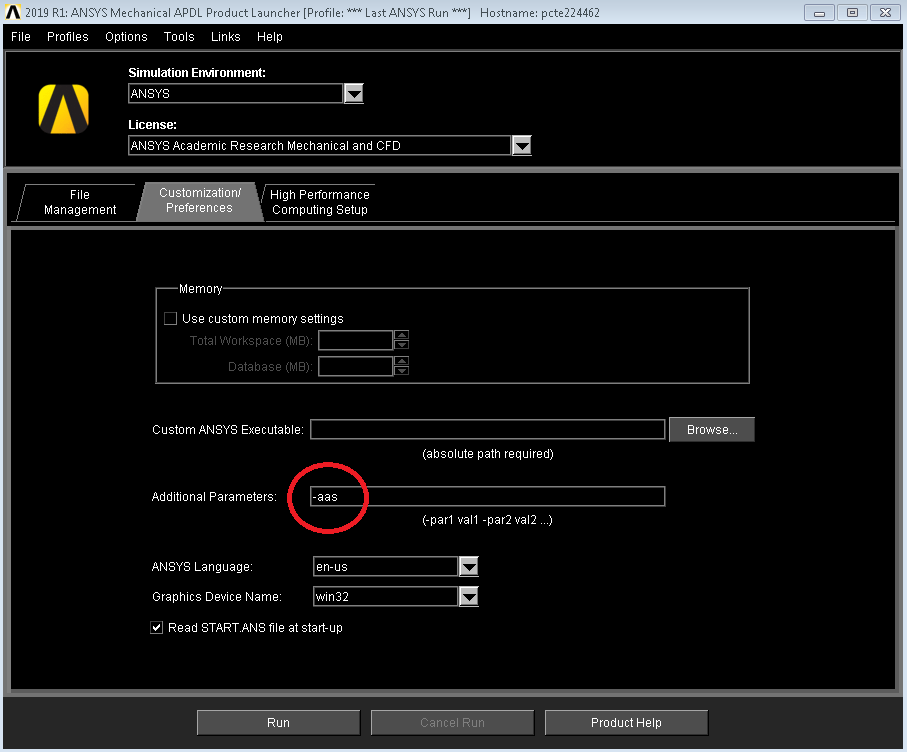 2019 R1: ANSYS Mechanical APDL Product Launcher [Profile: *** Last ANSYS Run ***]   Hostname: pcte224462
File Profiles Options Tools Links Help
Simulation Environment:
ANSYS
License:
ANSYS Academic Research Mechanical and CFD
File
Management
Customization/
Preferences
High Performance
Computing Setup
Memory
Use custom memory settings
Total Workspace (MB):
Database (MB):
Custom ANSYS Executable:
Browse...
(absolute path required)
Additional Parameters: -aas
(-par1 val1 -par2 val2 ...)
ANSYS Language: en-us
Graphics Device Name: win32
Read START.ANS file at start-up
Run Cancel Run Product Help